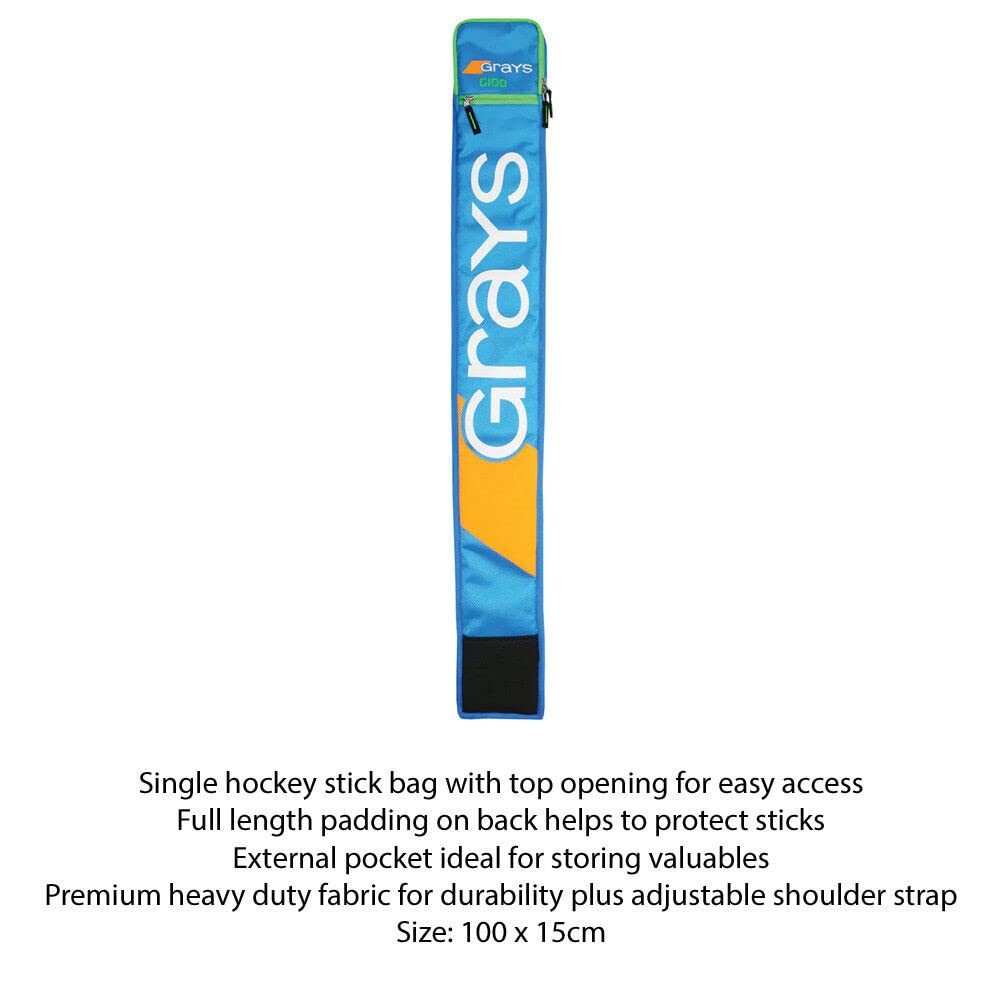 Grays
G100
Grays
Single hockey stick bag with top opening for easy access
Full length padding on back helps to protect sticks
External pocket ideal for storing valuables
Premium heavy duty fabric for durability plus adjustable shoulder strap
Size: 100 x 15cm